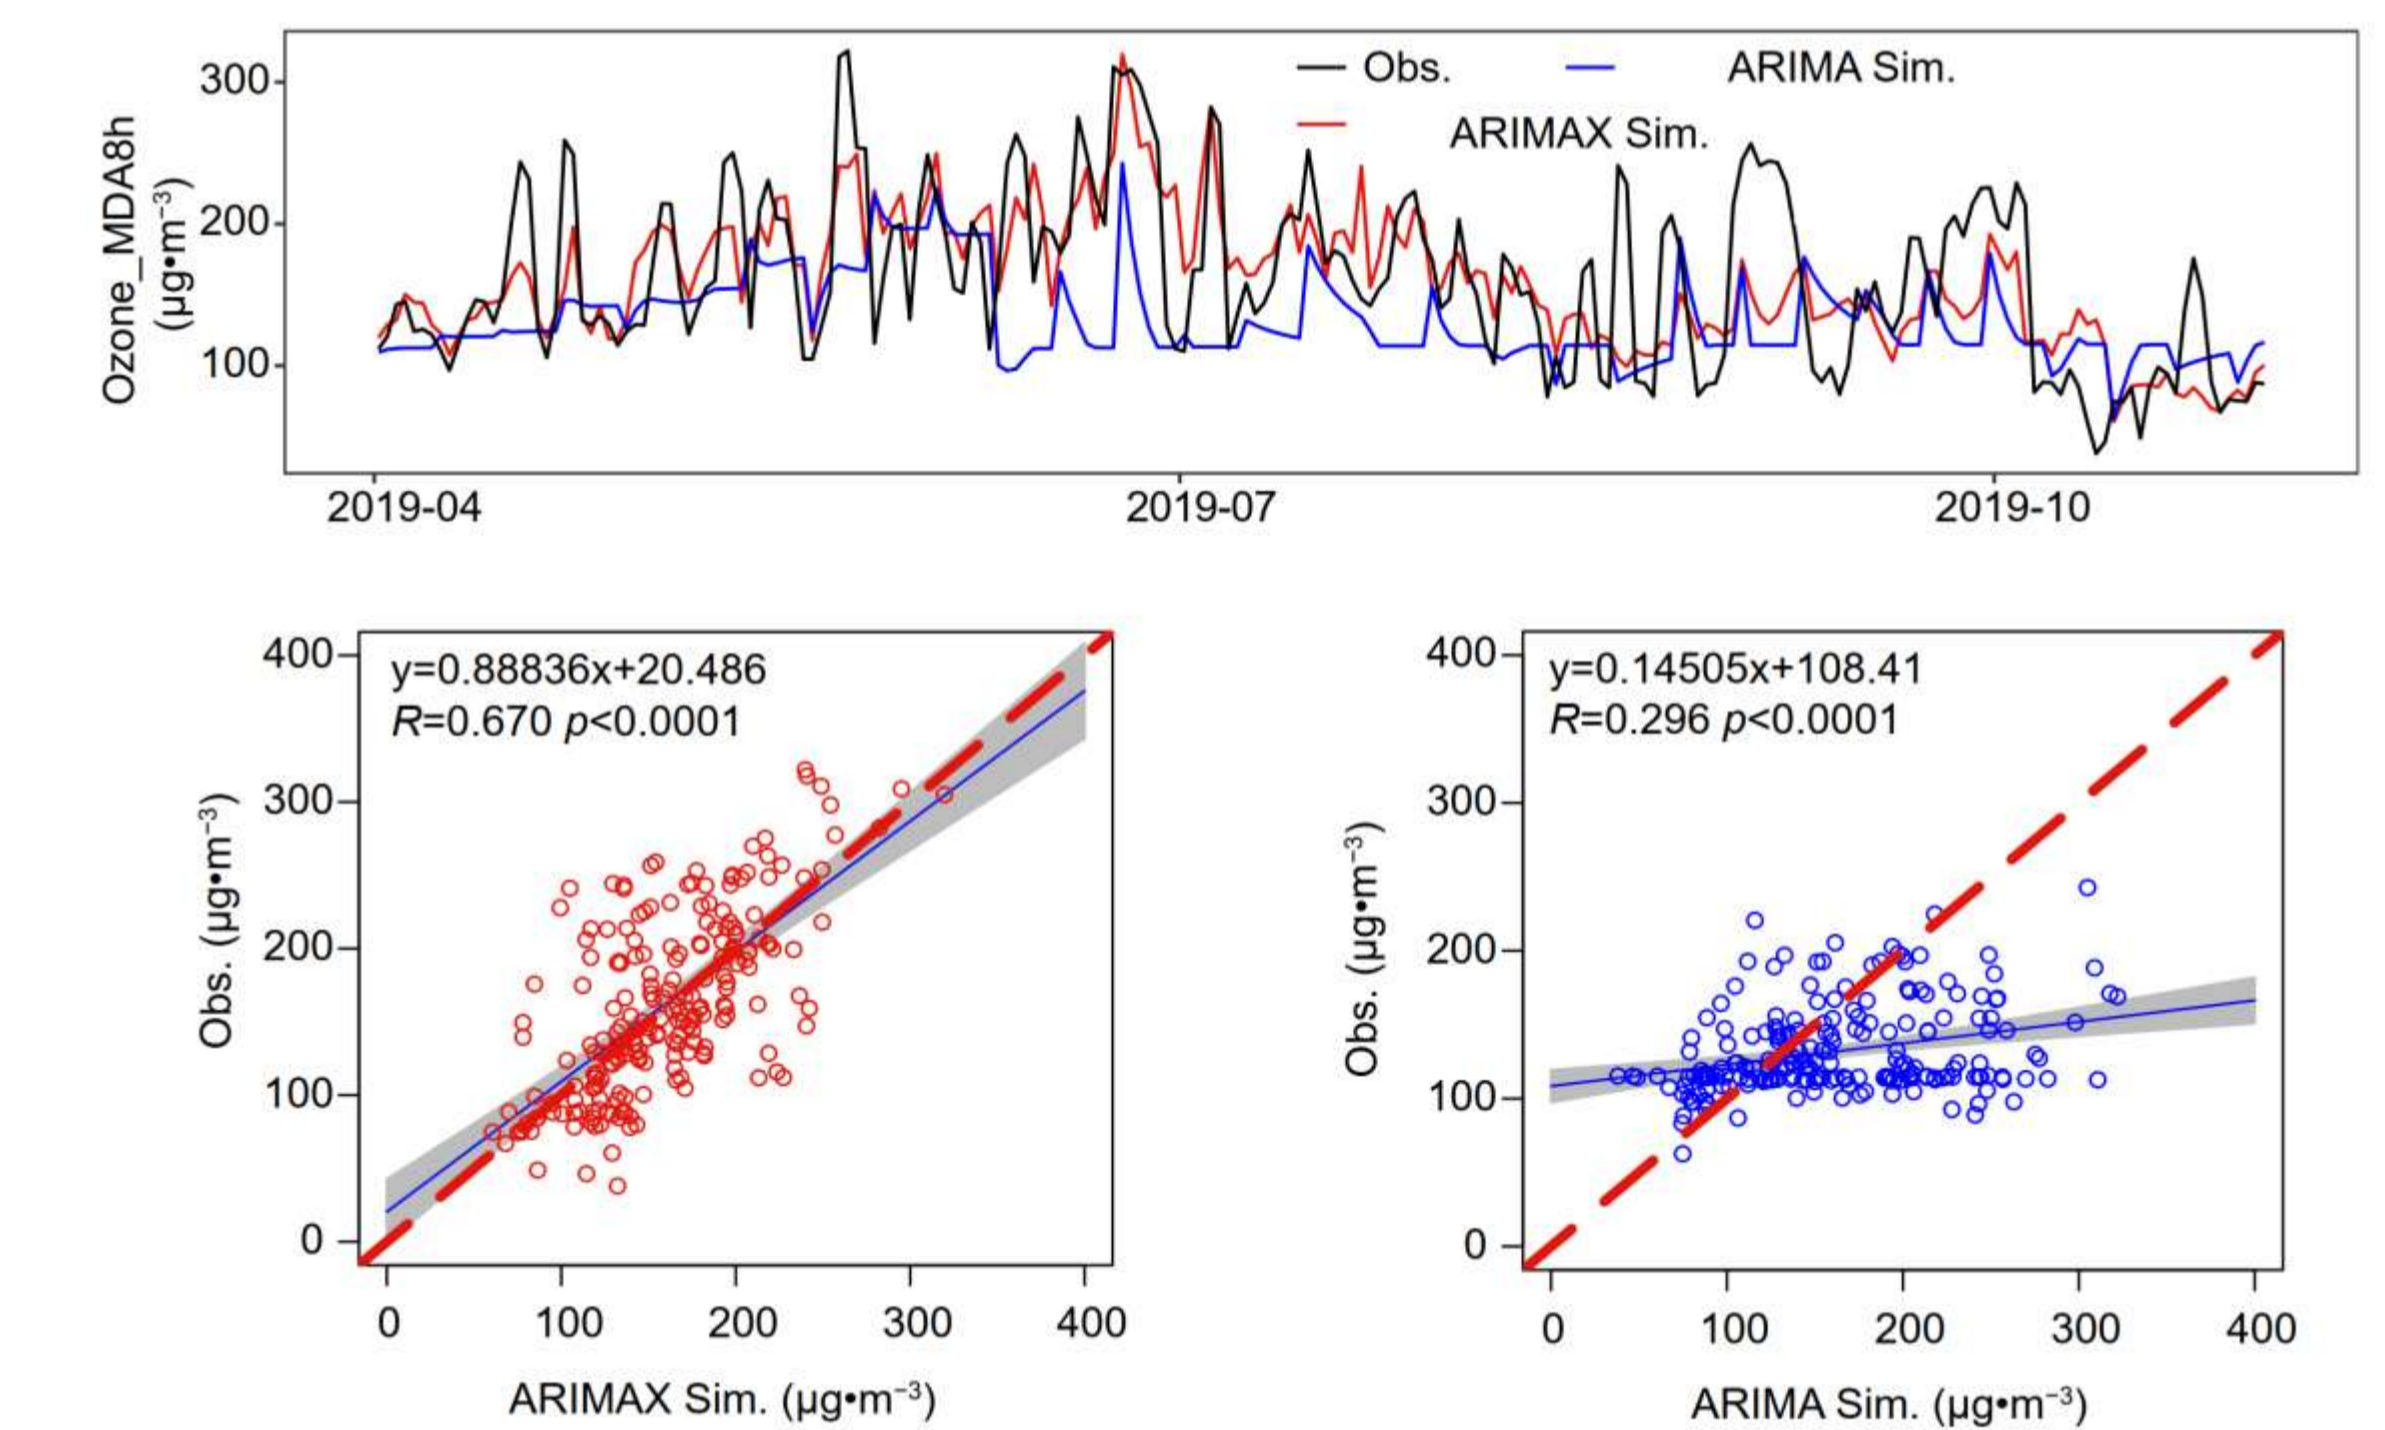 Ozone_MDA8h
(µg•m⁻³)
300
200
100
Obs.
ARIMA Sim.
ARIMAX Sim.
2019-04
2019-07
2019-10
y=0.88836x+20.486
R=0.670 p<0.0001
Obs. (µg•m⁻³)
400
300
200
100
0
0
100
200
300
400
ARIMAX Sim. (µg•m⁻³)
y=0.14505x+108.41
R=0.296 p<0.0001
Obs. (µg•m⁻³)
400
300
200
100
0
0
100
200
300
400
ARIMA Sim. (µg•m⁻³)